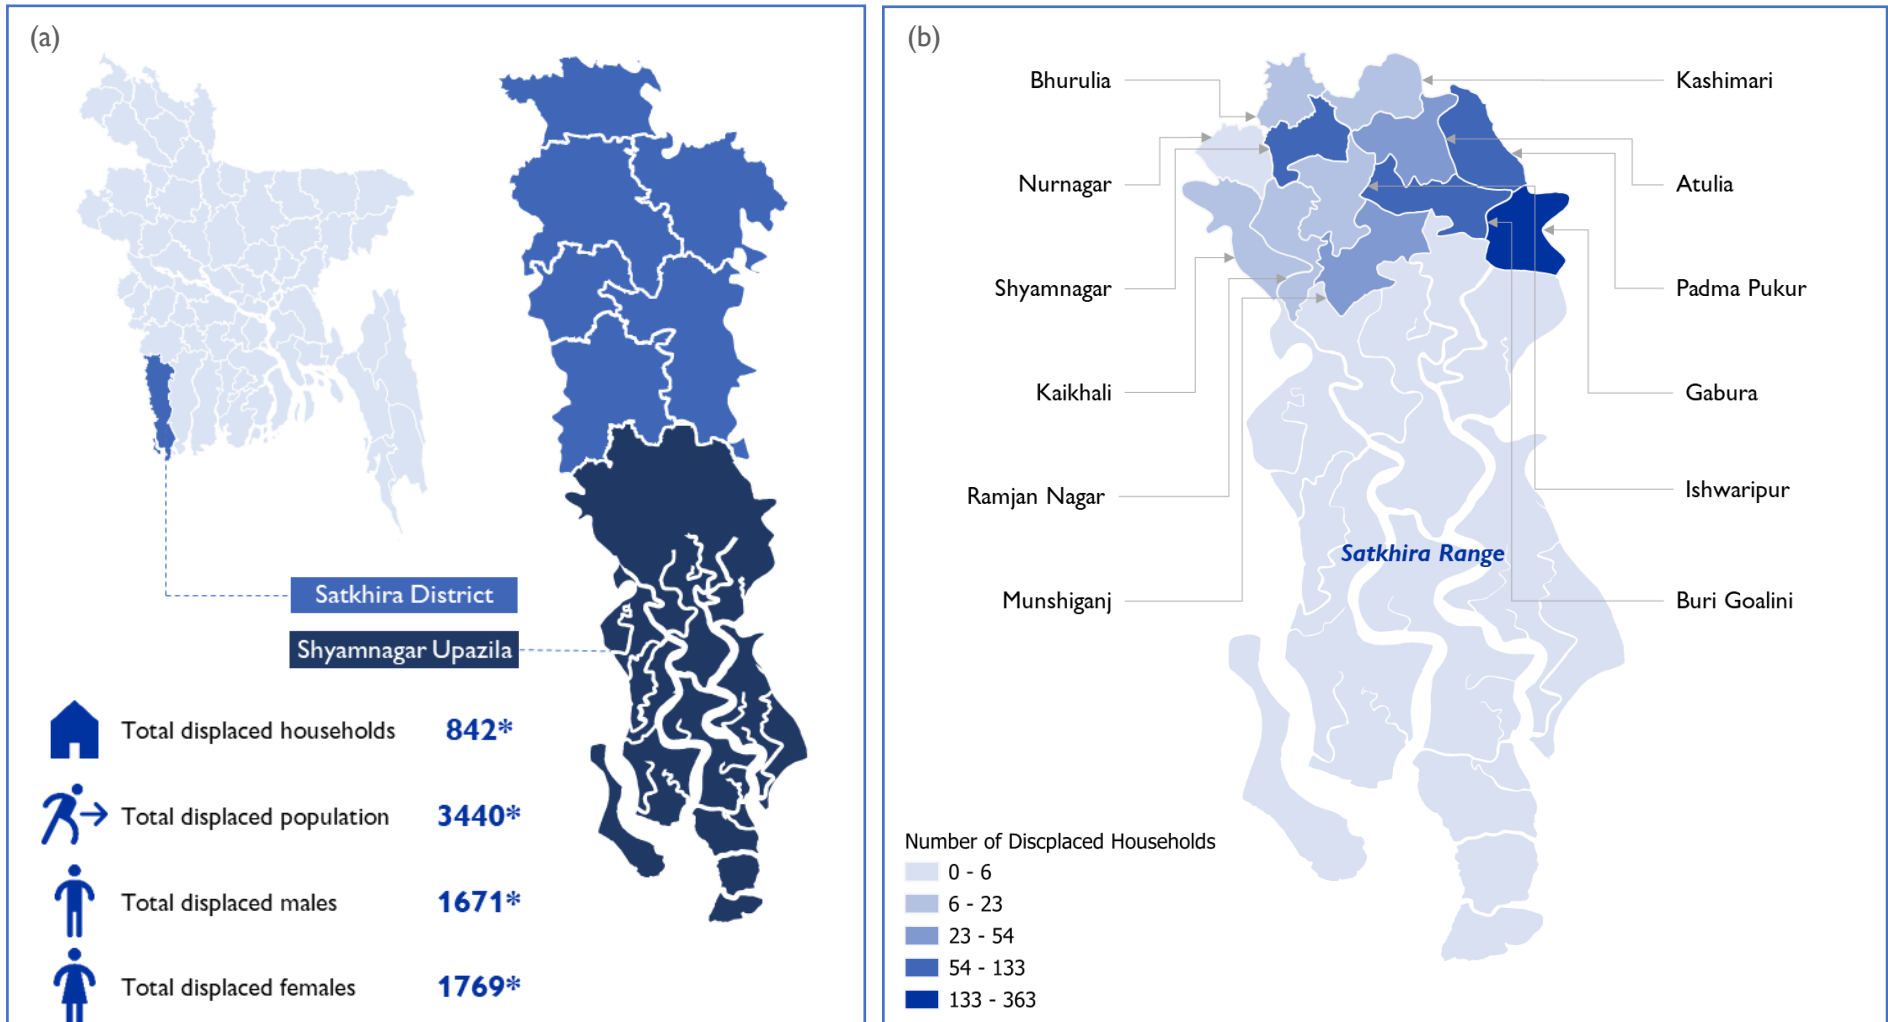 (a)
Satkhira District
Shyamnagar Upazila
Total displaced households 842*
Total displaced population 3440*
Total displaced males 1671*
Total displaced females 1769*
(b)
Bhurulia
Nurnagar
Shyamnagar
Kaikhali
Ramjan Nagar
Munshiganj
Kashimari
Atulia
Padma Pukur
Gabura
Ishwaripur
Buri Goalini
Satkhira Range
Number of Discplaced Households
0 - 6
6 - 23
23 - 54
54 - 133
133 - 363